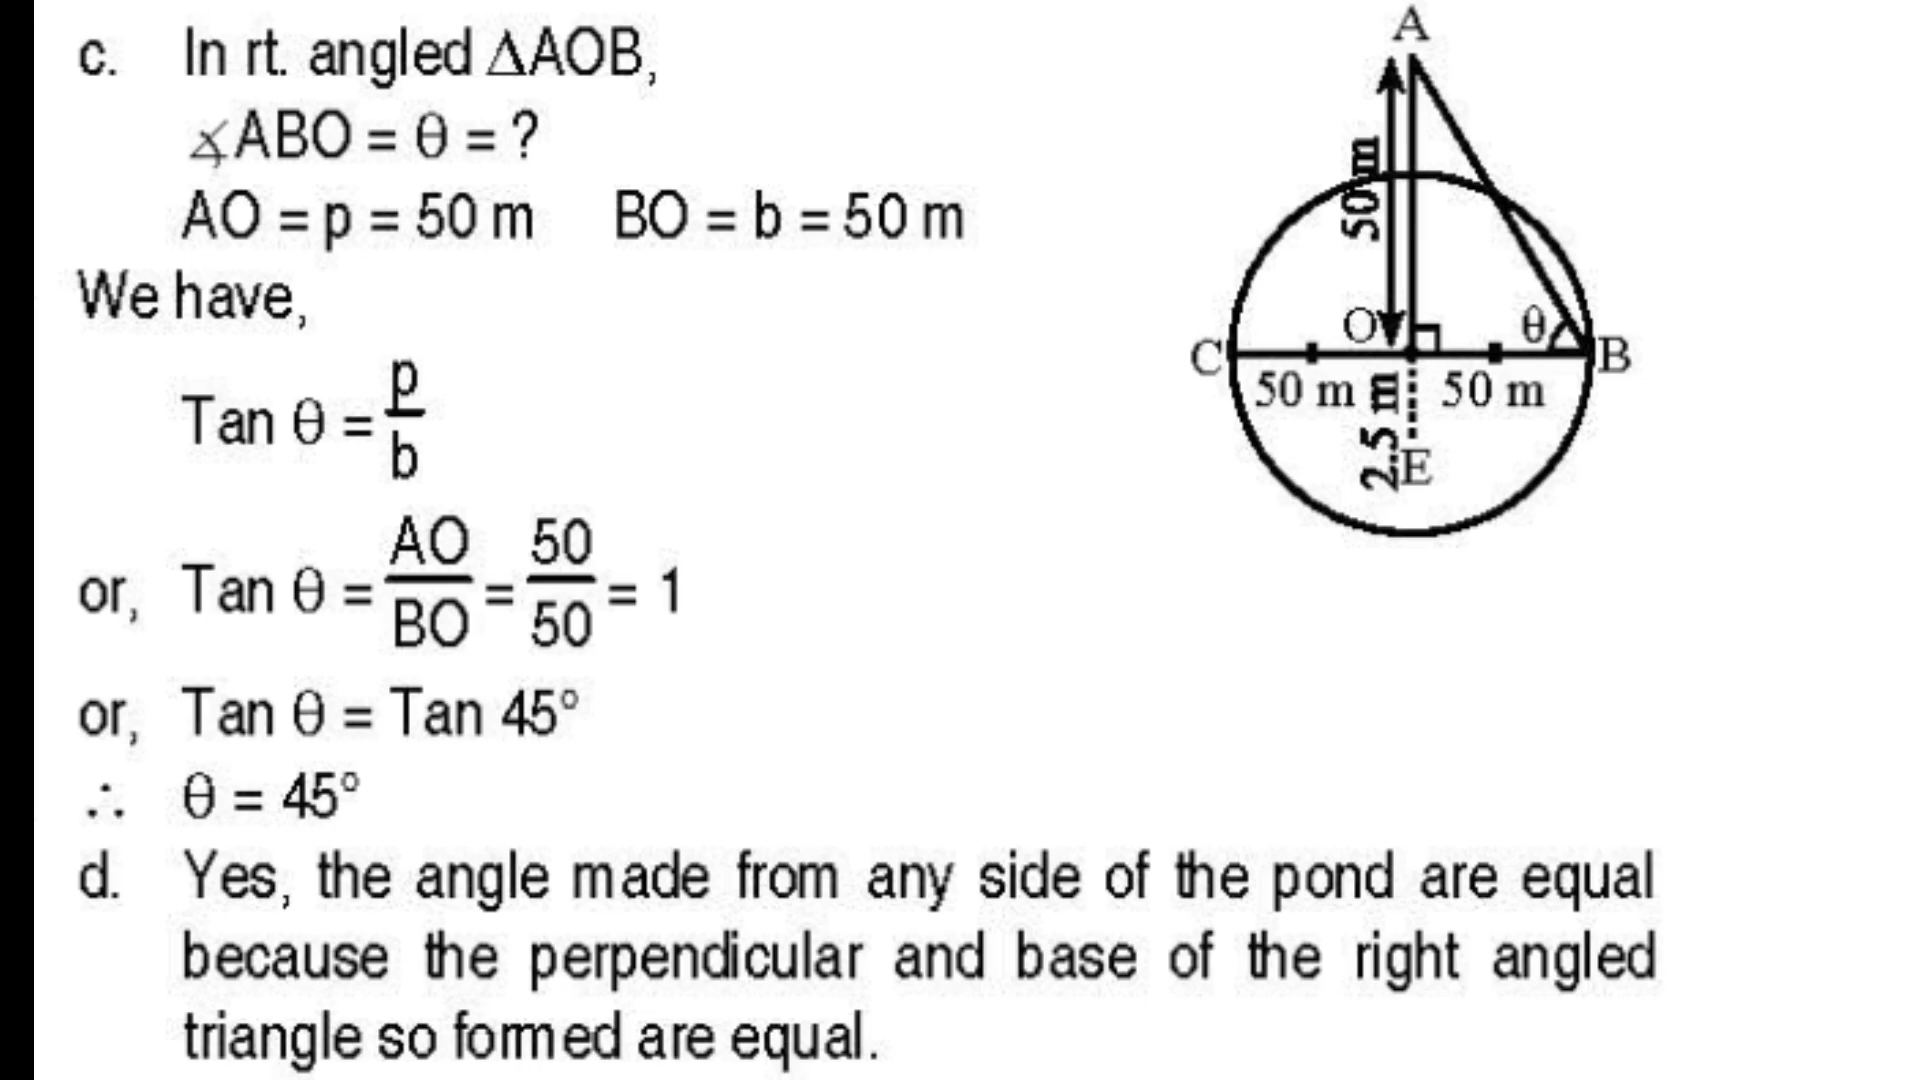 c. In rt. angled ΔAOB,
∡ABO = θ = ?
AO = p = 50 m BO = b = 50 m
We have,
Tan θ = p/b
or, Tan θ = AO/BO = 50/50 = 1
or, Tan θ = Tan 45°
∴ θ = 45°
d. Yes, the angle made from any side of the pond are equal
because the perpendicular and base of the right angled
triangle so formed are equal.
A
50 m
O
θ
C
B
50 m
50 m
2.5 m
E